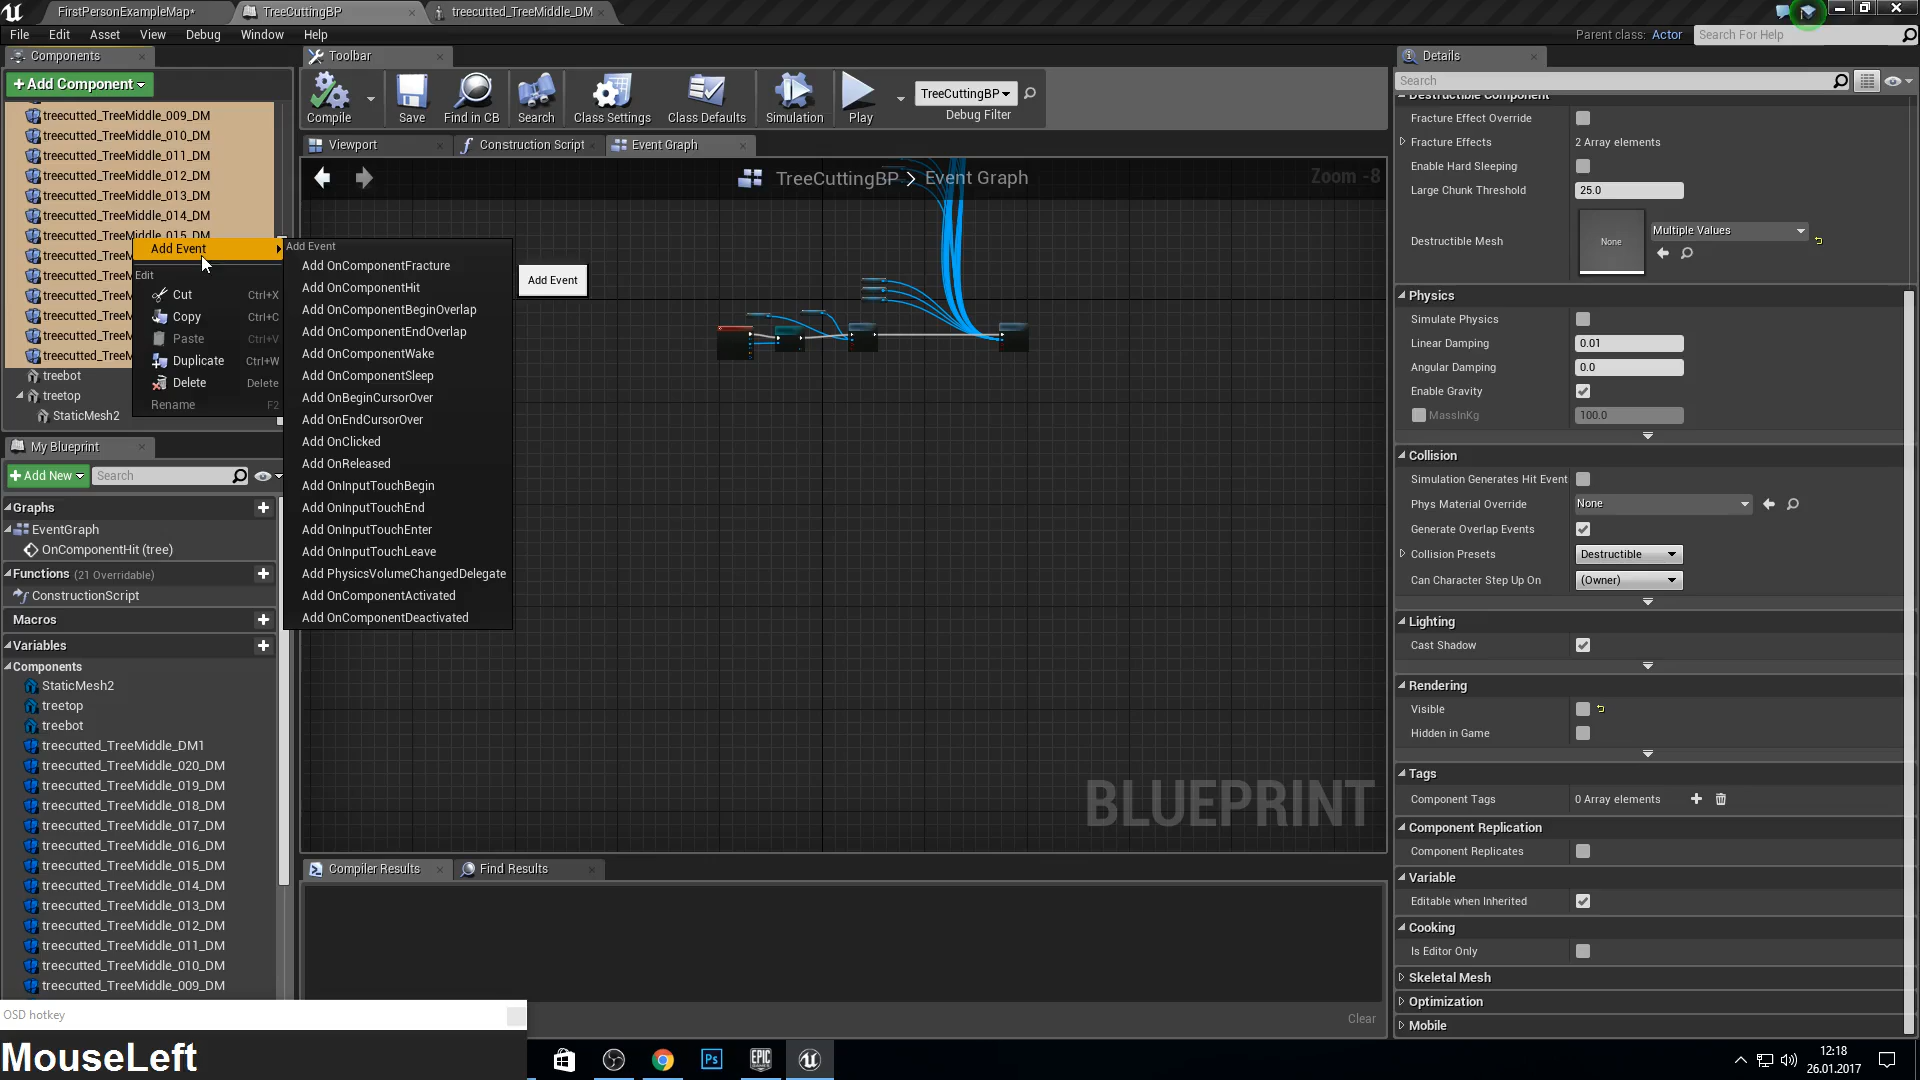 FirstPersonExampleMap*
TreeCuttingBP
treecutted_TreeMiddle_DM
File Edit Asset View Debug Window Help
Parent class: Actor
Search For Help
Components
Toolbar
Details
+ Add Component
Search
treecutted_TreeMiddle_009_DM
treecutted_TreeMiddle_010_DM
treecutted_TreeMiddle_011_DM
treecutted_TreeMiddle_012_DM
treecutted_TreeMiddle_013_DM
treecutted_TreeMiddle_014_DM
treecutted_TreeMiddle_015_DM
treecutted_TreeM
treecutted_TreeM
treecutted_TreeM
treecutted_TreeM
treecutted_TreeM
treecutted_TreeM
treebot
treetop
StaticMesh2
Add Event
Edit
Cut Ctrl+X
Copy Ctrl+C
Paste Ctrl+V
Duplicate Ctrl+W
Delete Delete
Rename F2
Add Event
Add OnComponentFracture
Add OnComponentHit
Add OnComponentBeginOverlap
Add OnComponentEndOverlap
Add OnComponentWake
Add OnComponentSleep
Add OnBeginCursorOver
Add OnEndCursorOver
Add OnClicked
Add OnReleased
Add OnInputTouchBegin
Add OnInputTouchEnd
Add OnInputTouchEnter
Add OnInputTouchLeave
Add PhysicsVolumeChangedDelegate
Add OnComponentActivated
Add OnComponentDeactivated
Add Event
Compile
Save
Find in CB
Search
Class Settings
Class Defaults
Simulation
Play
TreeCuttingBP
Debug Filter
Viewport
Construction Script
Event Graph
TreeCuttingBP > Event Graph
Zoom -8
BLUEPRINT
My Blueprint
+ Add New
Search
Graphs
EventGraph
OnComponentHit (tree)
Functions (21 Overridable)
ConstructionScript
Macros
Variables
Components
StaticMesh2
treetop
treebot
treecutted_TreeMiddle_DM1
treecutted_TreeMiddle_020_DM
treecutted_TreeMiddle_019_DM
treecutted_TreeMiddle_018_DM
treecutted_TreeMiddle_017_DM
treecutted_TreeMiddle_016_DM
treecutted_TreeMiddle_015_DM
treecutted_TreeMiddle_014_DM
treecutted_TreeMiddle_013_DM
treecutted_TreeMiddle_012_DM
treecutted_TreeMiddle_011_DM
treecutted_TreeMiddle_010_DM
treecutted_TreeMiddle_009_DM
Compiler Results
Find Results
Clear
Destructible Component
Fracture Effect Override
Fracture Effects 2 Array elements
Enable Hard Sleeping
Large Chunk Threshold 25.0
Destructible Mesh None Multiple Values
Physics
Simulate Physics
Linear Damping 0.01
Angular Damping 0.0
Enable Gravity
MassInKg 100.0
Collision
Simulation Generates Hit Event
Phys Material Override None
Generate Overlap Events
Collision Presets Destructible
Can Character Step Up On (Owner)
Lighting
Cast Shadow
Rendering
Visible
Hidden in Game
Tags
Component Tags 0 Array elements
Component Replication
Component Replicates
Variable
Editable when Inherited
Cooking
Is Editor Only
Skeletal Mesh
Optimization
Mobile
OSD hotkey
MouseLeft
Ps
EPIC
12:18
26.01.2017